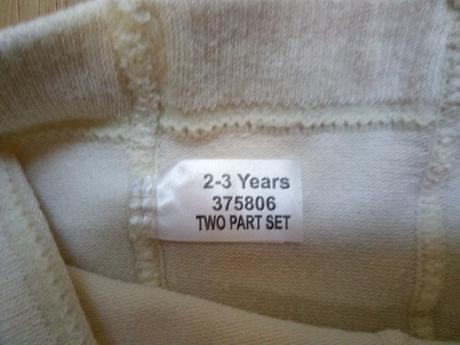 2-3 Years
375806
TWO PART SET